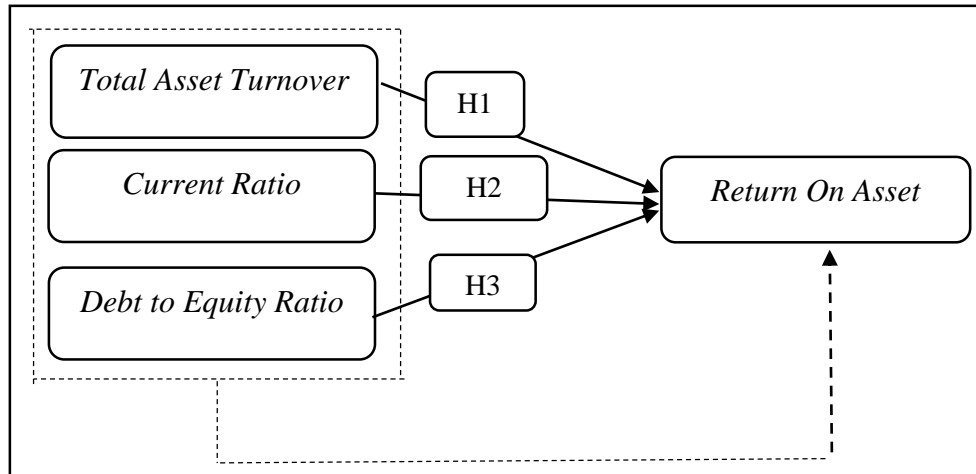 Total Asset Turnover
H1
Current Ratio
H2
Return On Asset
Debt to Equity Ratio
H3